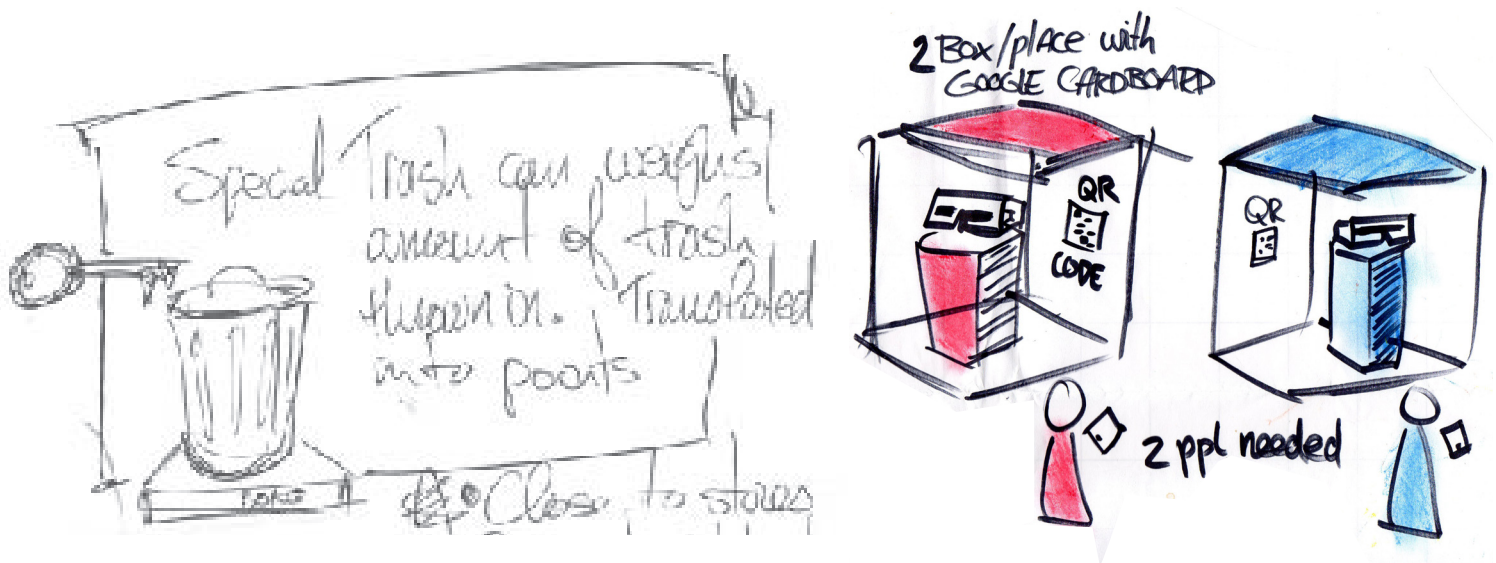 Special Trash can weighs
amount of trash
thrown in. Translated
into points
Close to stores
2 Box/place with
GOOGLE CARDBOARD
QR
CODE
QR
2 ppl needed